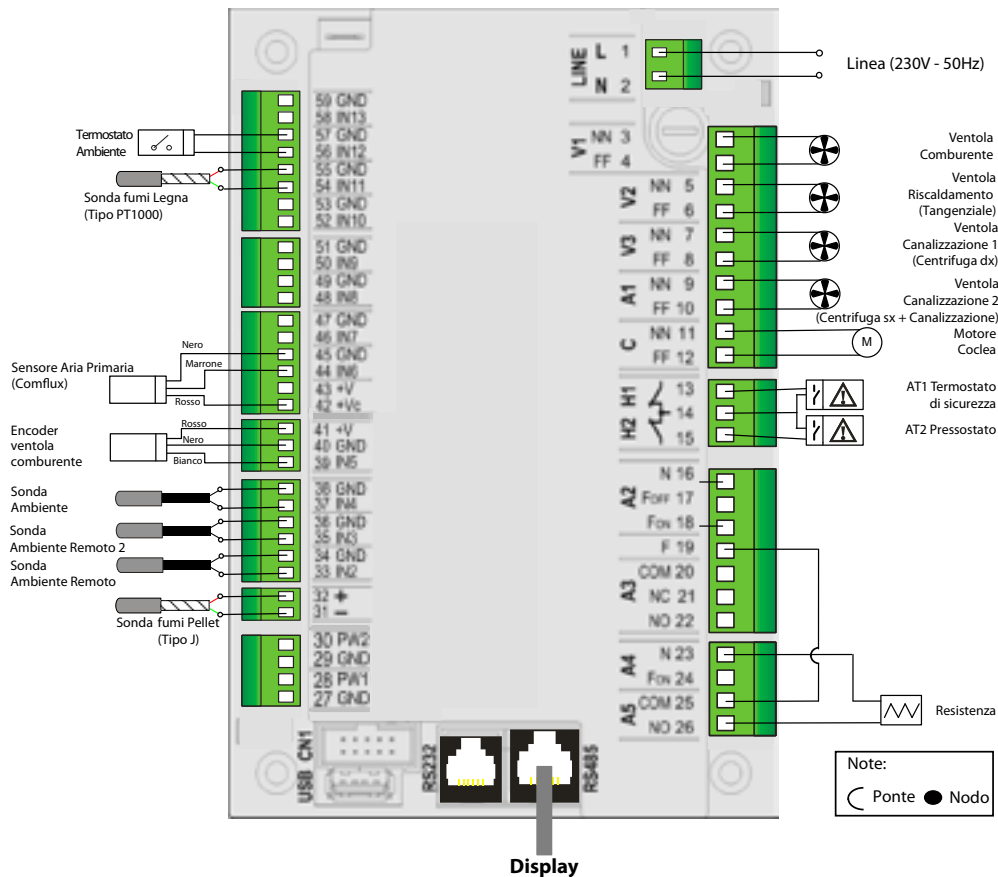 LINE
L 1
N 2
Linea (230V - 50Hz)
59 GND
58 IN13
57 GND
56 IN12
55 GND
54 IN11
53 GND
52 IN10
51 GND
50 IN9
49 GND
48 IN8
47 GND
46 IN7
45 GND
44 IN6
43 +V
42 +Vc
41 +V
40 GND
39 IN5
38 GND
37 IN4
36 GND
35 IN3
34 GND
33 IN2
32 +
31 –
30 PW2
29 GND
28 PW1
27 GND
Termostato
Ambiente
Sonda fumi Legna
(Tipo PT1000)
Sensore Aria Primaria
(Comflux)
Nero
Marrone
Rosso
Encoder
ventola
comburente
Rosso
Nero
Bianco
Sonda
Ambiente
Sonda
Ambiente Remoto 2
Sonda
Ambiente Remoto
Sonda fumi Pellet
(Tipo J)
V1
NN 3
FF 4
V2
NN 5
FF 6
V3
NN 7
FF 8
A1
NN 9
FF 10
C
NN 11
FF 12
H2 H1
13
14
15
A2
N 16
FOFF 17
FON 18
F 19
A3
COM 20
NC 21
NO 22
A4
N 23
FON 24
A5
COM 25
NO 26
Ventola
Comburente
Ventola
Riscaldamento
(Tangenziale)
Ventola
Canalizzazione 1
(Centrifuga dx)
Ventola
Canalizzazione 2
(Centrifuga sx + Canalizzazione)
Motore
Coclea
M
AT1 Termostato
di sicurezza
AT2 Pressostato
Resistenza
USB CN1
RS232
RS485
Display
Note:
Ponte
Nodo